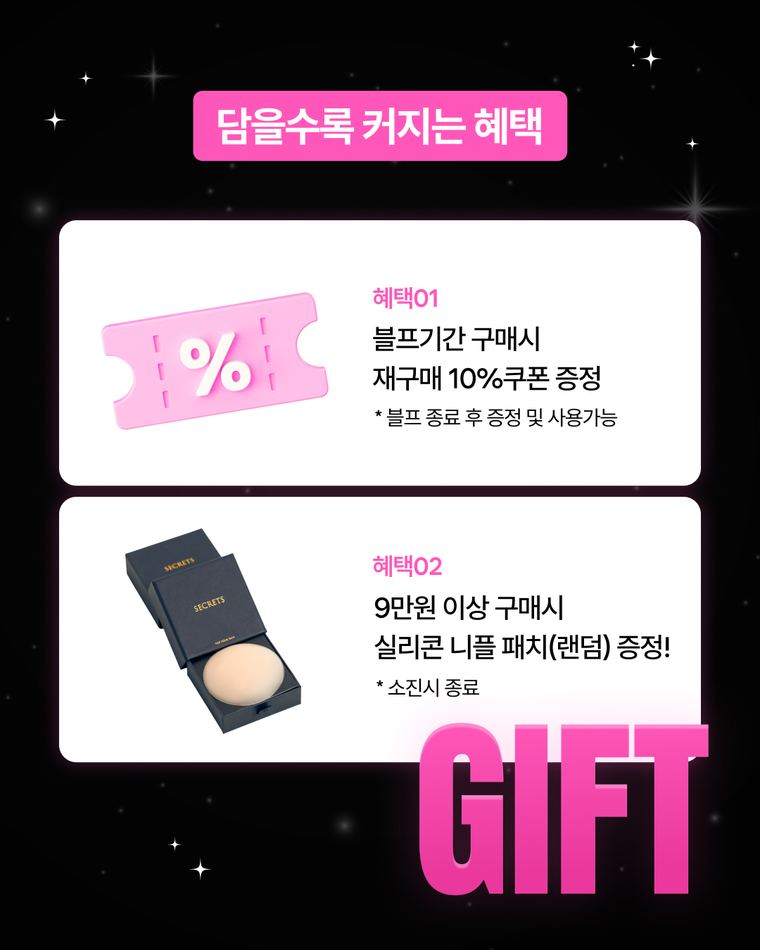 담을수록 커지는 혜택
혜택01
블프기간 구매시
재구매 10%쿠폰 증정
* 블프 종료 후 증정 및 사용가능
%
혜택02
9만원 이상 구매시
실리콘 니플 패치(랜덤) 증정!
* 소진시 종료
SECRETS
SECRETS
GIFT